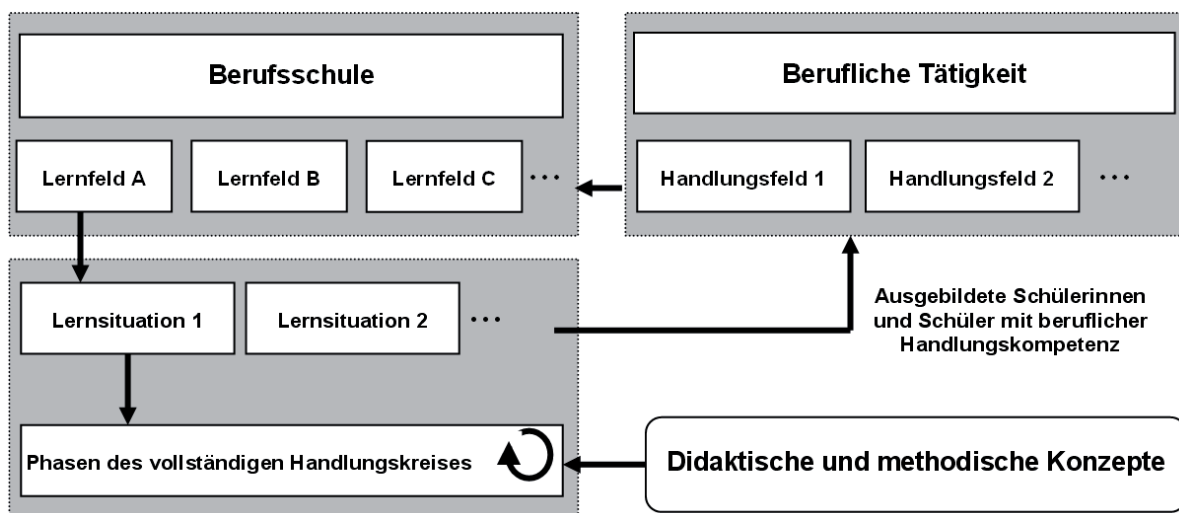 Berufsschule
Lernfeld A
Lernfeld B
Lernfeld C
...
Berufliche Tätigkeit
Handlungsfeld 1
Handlungsfeld 2
...
Lernsituation 1
Lernsituation 2
...
Ausgebildete Schülerinnen
und Schüler mit beruflicher
Handlungskompetenz
Phasen des vollständigen Handlungskreises
Didaktische und methodische Konzepte